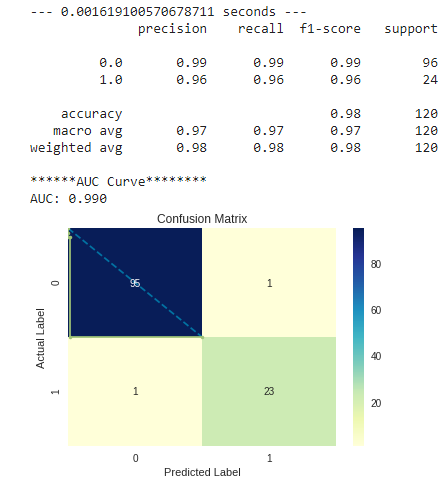 --- 0.001619100570678711 seconds ---
precision recall f1-score support
0.0 0.99 0.99 0.99 96
1.0 0.96 0.96 0.96 24
accuracy 0.98 120
macro avg 0.97 0.97 0.97 120
weighted avg 0.98 0.98 0.98 120
******AUC Curve********
AUC: 0.990
Confusion Matrix
Actual Label
0
95 1
1
1 23
0 1
Predicted Label
80
60
40
20